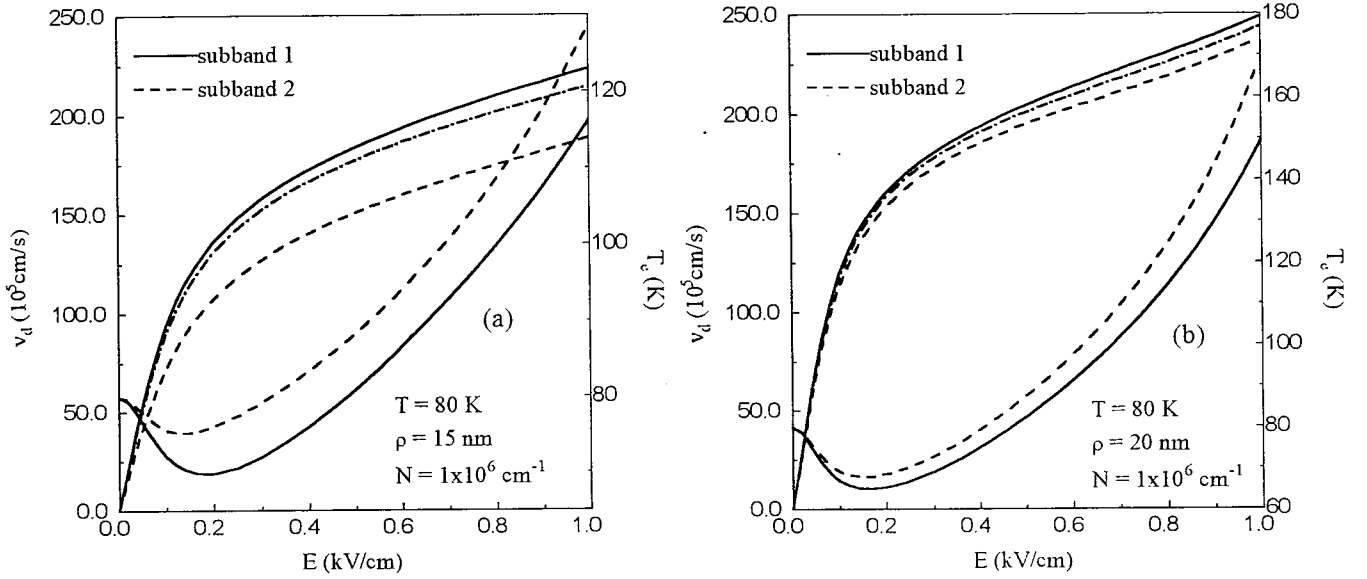 250.0
200.0
150.0
100.0
50.0
0.0
ν_d (10^5cm/s)
subband 1
subband 2
120
100
80
T_c (K)
(a)
T = 80 K
ρ = 15 nm
N = 1x10^6 cm^-1
0.0 0.2 0.4 0.6 0.8 1.0
E (kV/cm)
250.0
200.0
150.0
100.0
50.0
0.0
ν_d (10^5cm/s)
subband 1
subband 2
180
160
140
120
100
80
60
T_c (K)
(b)
T = 80 K
ρ = 20 nm
N = 1x10^6 cm^-1
0.0 0.2 0.4 0.6 0.8 1.0
E (kV/cm)